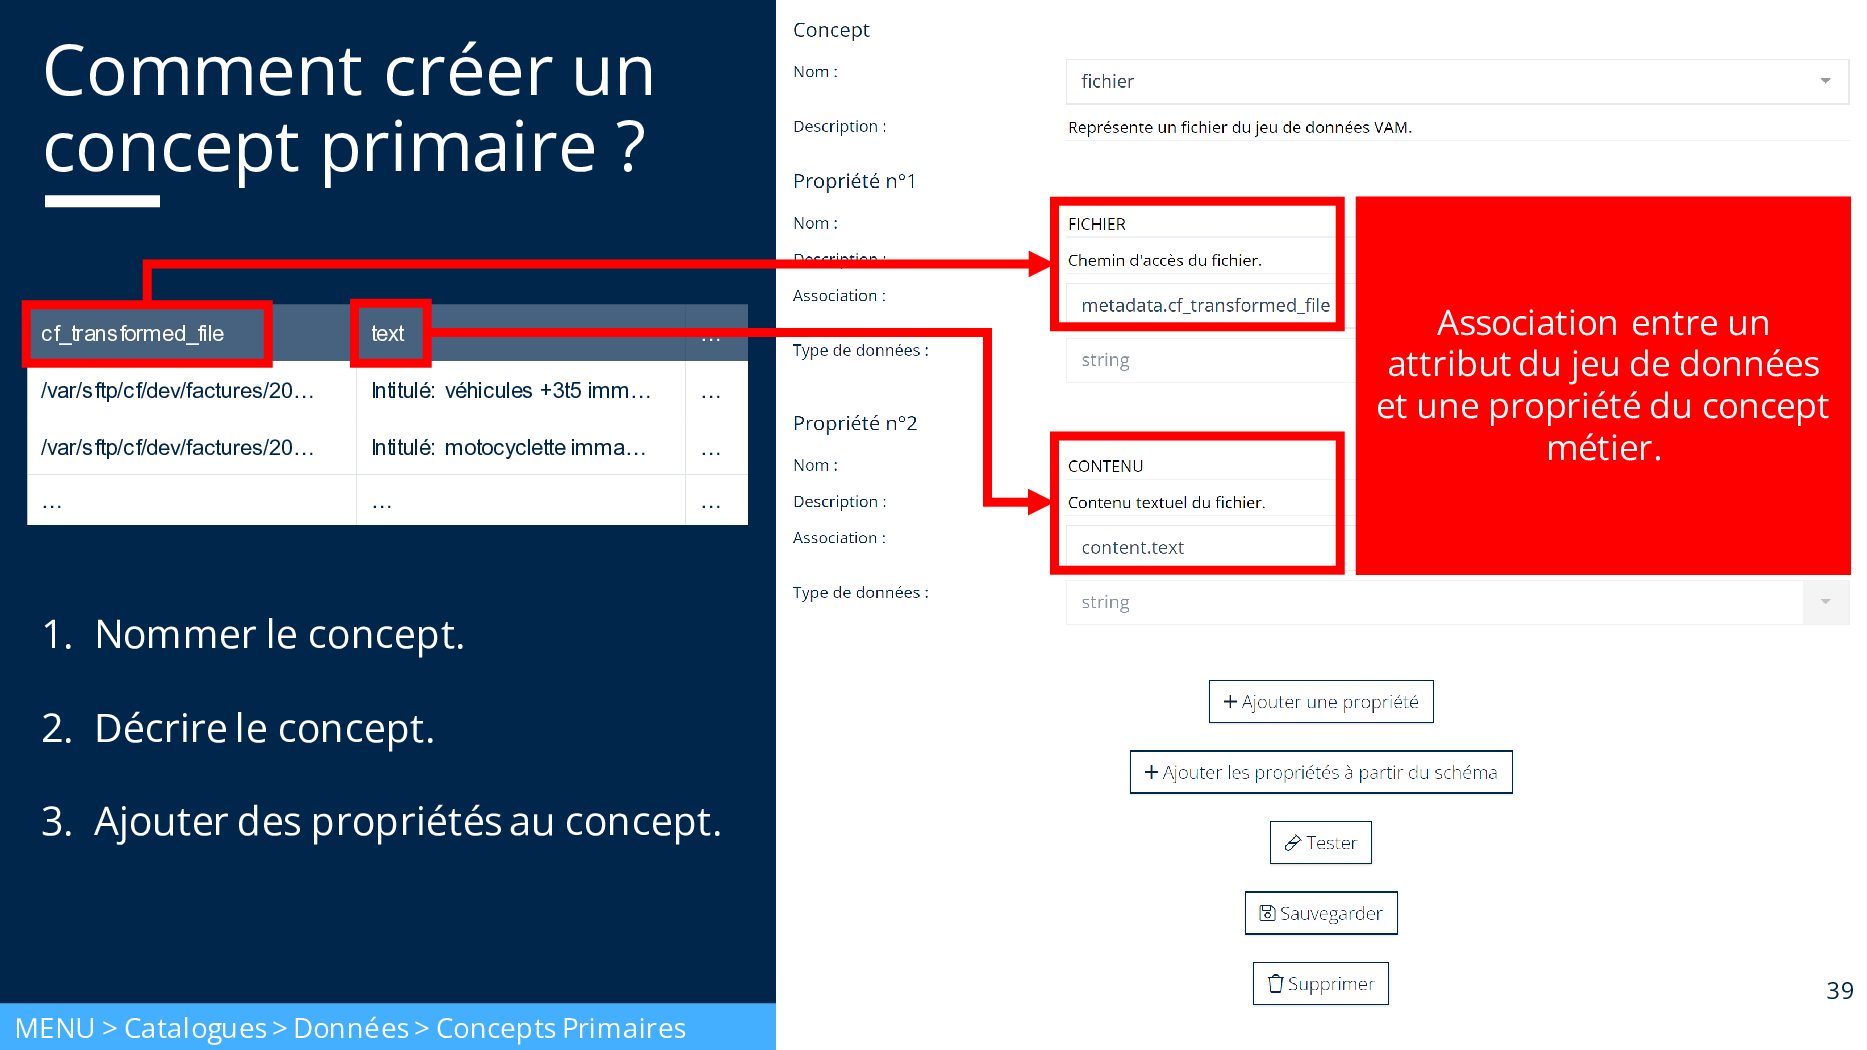 Comment créer un
concept primaire ?
cf_transformed_file text ...
/var/sftp/cf/dev/factures/20... Intitulé: véhicules +3t5 imm... ...
/var/sftp/cf/dev/factures/20... Intitulé: motocyclette imma... ...
... ... ...
1. Nommer le concept.
2. Décrire le concept.
3. Ajouter des propriétés au concept.
MENU > Catalogues > Données > Concepts Primaires
Concept
Nom : fichier
Description : Représente un fichier du jeu de données VAM.
Propriété n°1
Nom : FICHIER
Description : Chemin d'accès du fichier.
Association : metadata.cf_transformed_file
Type de données : string
Propriété n°2
Nom : CONTENU
Description : Contenu textuel du fichier.
Association : content.text
Type de données : string
Association entre un
attribut du jeu de données
et une propriété du concept
métier.
+ Ajouter une propriété
+ Ajouter les propriétés à partir du schéma
Tester
Sauvegarder
Supprimer
39